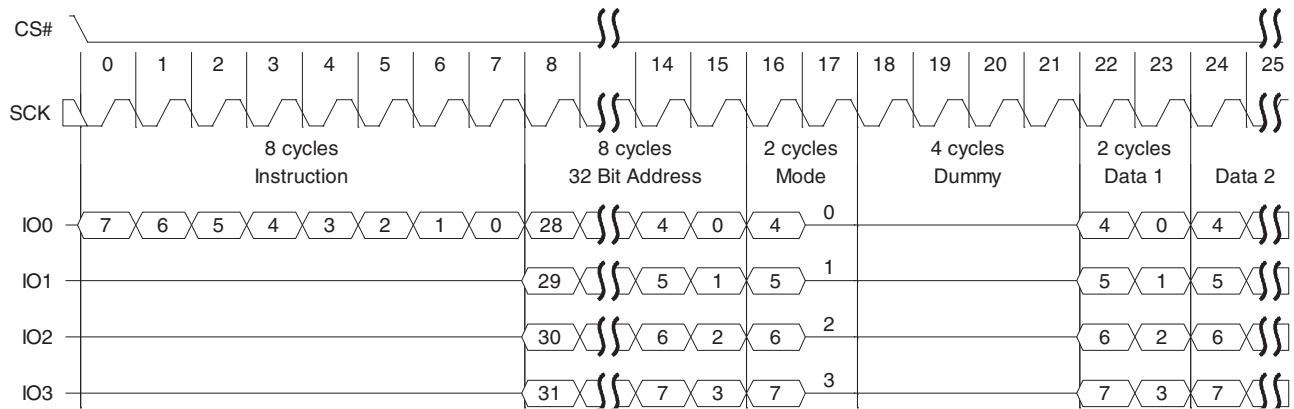 CS#
0 1 2 3 4 5 6 7 8 14 15 16 17 18 19 20 21 22 23 24 25
SCK
8 cycles 8 cycles 2 cycles 4 cycles 2 cycles
Instruction 32 Bit Address Mode Dummy Data 1 Data 2
IO0 7 6 5 4 3 2 1 0 28 4 0 4 0 4 0 4
IO1 29 5 1 5 1 5 1 5
IO2 30 6 2 6 2 6 2 6
IO3 31 7 3 7 3 7 3 7